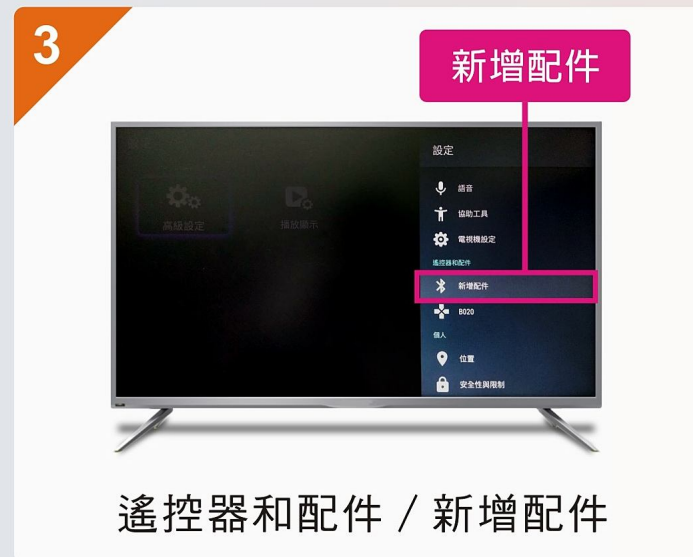 3
新增配件
設定
高級設定
播放顯示
語音
協助工具
電視機設定
遙控器和配件
新增配件
B020
個人
位置
安全性與限制
遙控器和配件 / 新增配件